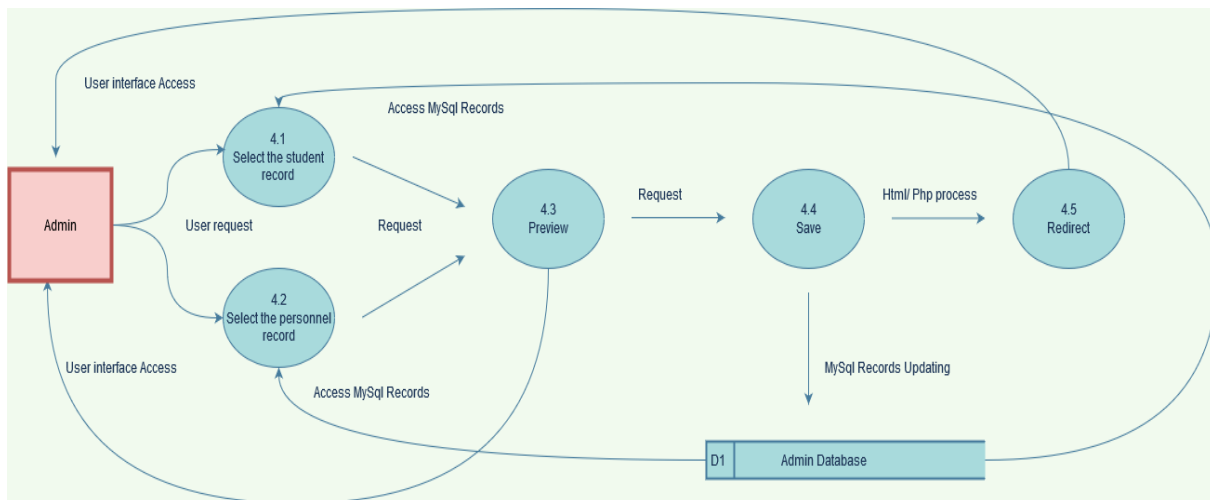 User interface Access
Access MySql Records
4.1
Select the student
record
Admin
User request
Request
4.3
Preview
Request
4.4
Save
Html/ Php process
4.5
Redirect
4.2
Select the personnel
record
User interface Access
Access MySql Records
MySql Records Updating
D1
Admin Database